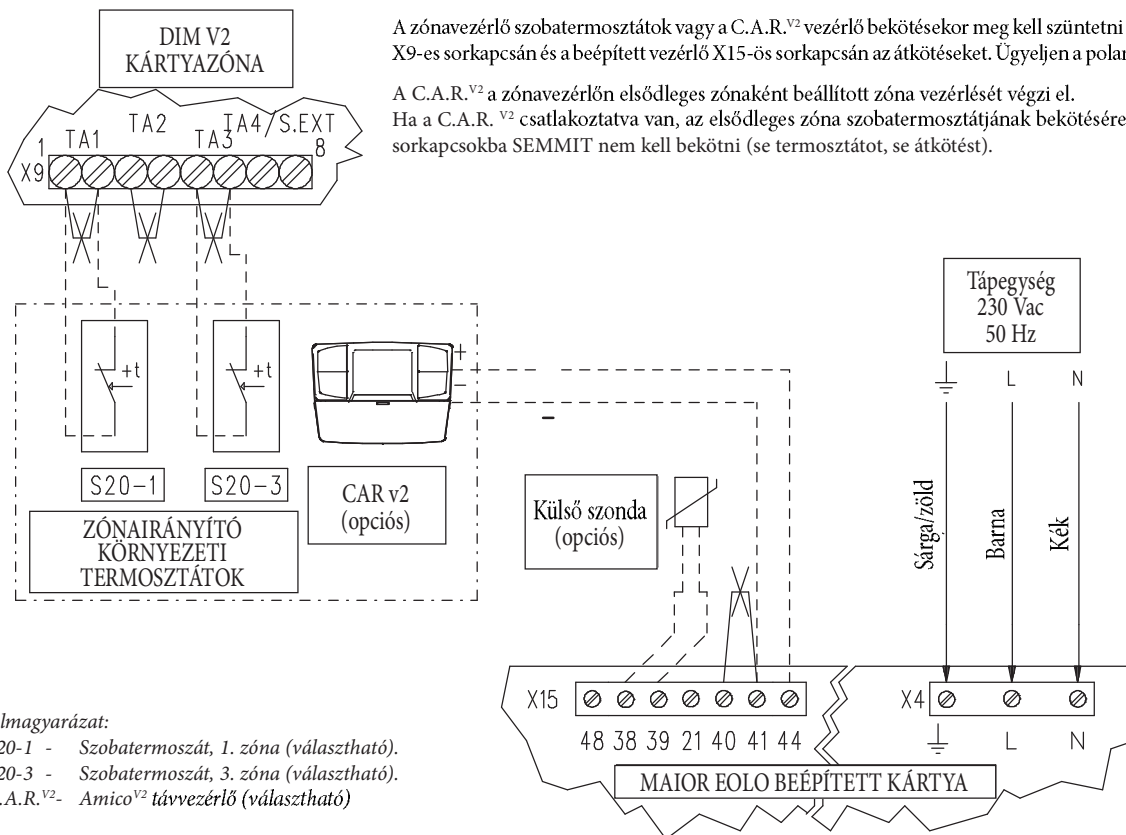 DIM V2
KÁRTYAZÓNA
A zónavezérlő szobatermosztátok vagy a C.A.R.V2 vezérlő bekötésekor meg kell szüntetni
X9-es sorkapcsán és a beépített vezérlő X15-ös sorkapcsán az átkötéseket. Ügyeljen a
A C.A.R.V2 a zónavezérlőn elsődleges zónaként beállított zóna vezérlését végzi el.
Ha a C.A.R. V2 csatlakoztatva van, az elsődleges zóna szobatermosztátjának bekötésére
sorkapcsokba SEMMIT nem kell bekötni (se termosztátot, se átkötést).
1 TA1 TA2 TA3 TA4/S.EXT 8
X9
+t
+t
+
-
S20-1
S20-3
ZÓNAIRÁNYÍTÓ
KÖRNYEZETI
TERMOSZTÁTOK
CAR v2
(opciós)
-
Külső szonda
(opciós)
Tápegység
230 Vac
50 Hz
L N
Sárga/zöld
Barna
Kék
X15
48 38 39 21 40 41 44
X4
L N
MAIOR EOLO BEÉPÍTETT KÁRTYA
lmagyarázat:
20-1 - Szobatermoszát, 1. zóna (választható).
20-3 - Szobatermoszát, 3. zóna (választható).
.A.R.V2- AmicoV2 távvezérlő (választható)